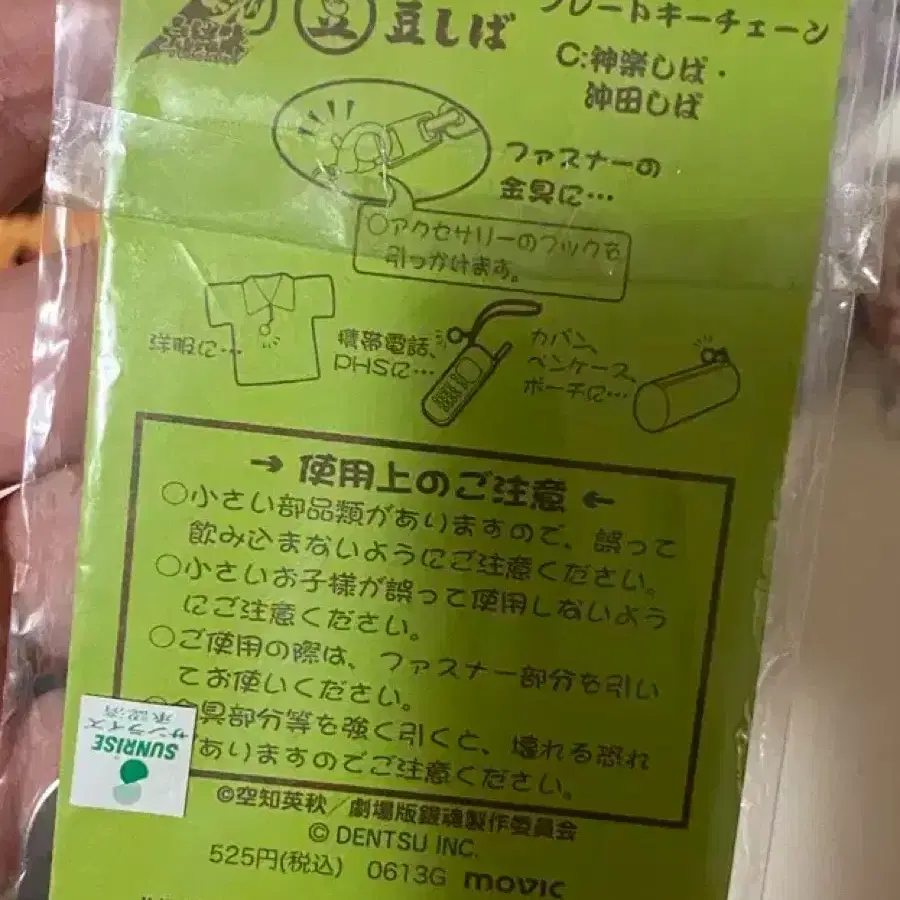 豆 豆しば
プレートキーチェーン
C:神楽しば・
沖田しば
ファスナーの
金具に…
○アクセサリーのフックを
引っかけます。
洋服に…
携帯電話、
PHSに…
カバン、
ペンケース、
ポーチに…
→ 使用上のご注意 ←
○小さい部品類がありますので、誤って
飲み込まないようにご注意ください。
○小さいお子様が誤って使用しないよう
にご注意ください。
○ご使用の際は、ファスナー部分を引い
てお使いください。
具部分等を強く引くと、壊れる恐れ
がありますのでご注意ください。
サンライズ
承認済
SUNRISE
©空知英秋/劇場版銀魂製作委員会
© DENTSU INC.
525円(税込) 0613G movic